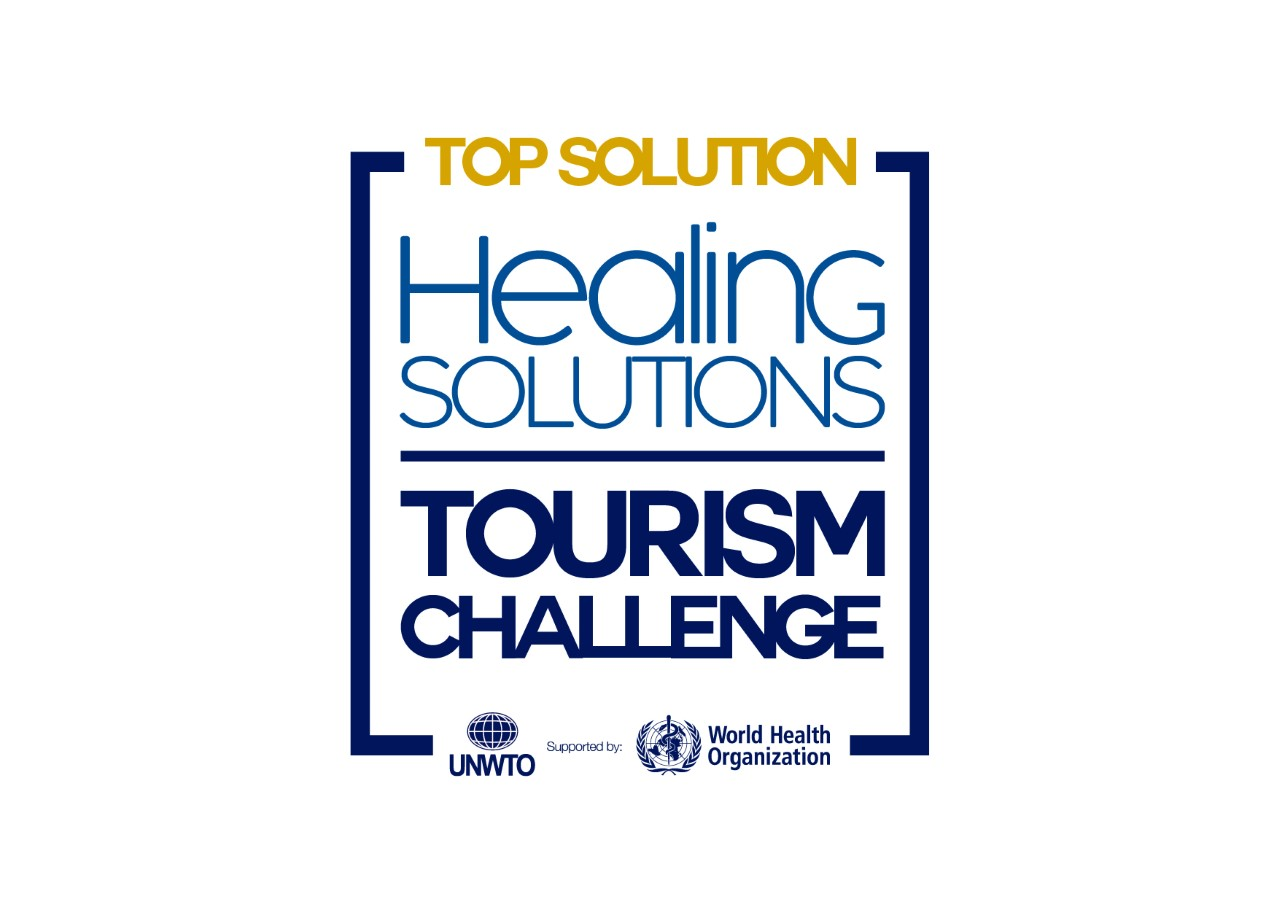 TOP SOLUTION
HealinG
SOLUTIONS
TOURISM
CHALLENGE
UNWTO
Supported by:
World Health
Organization